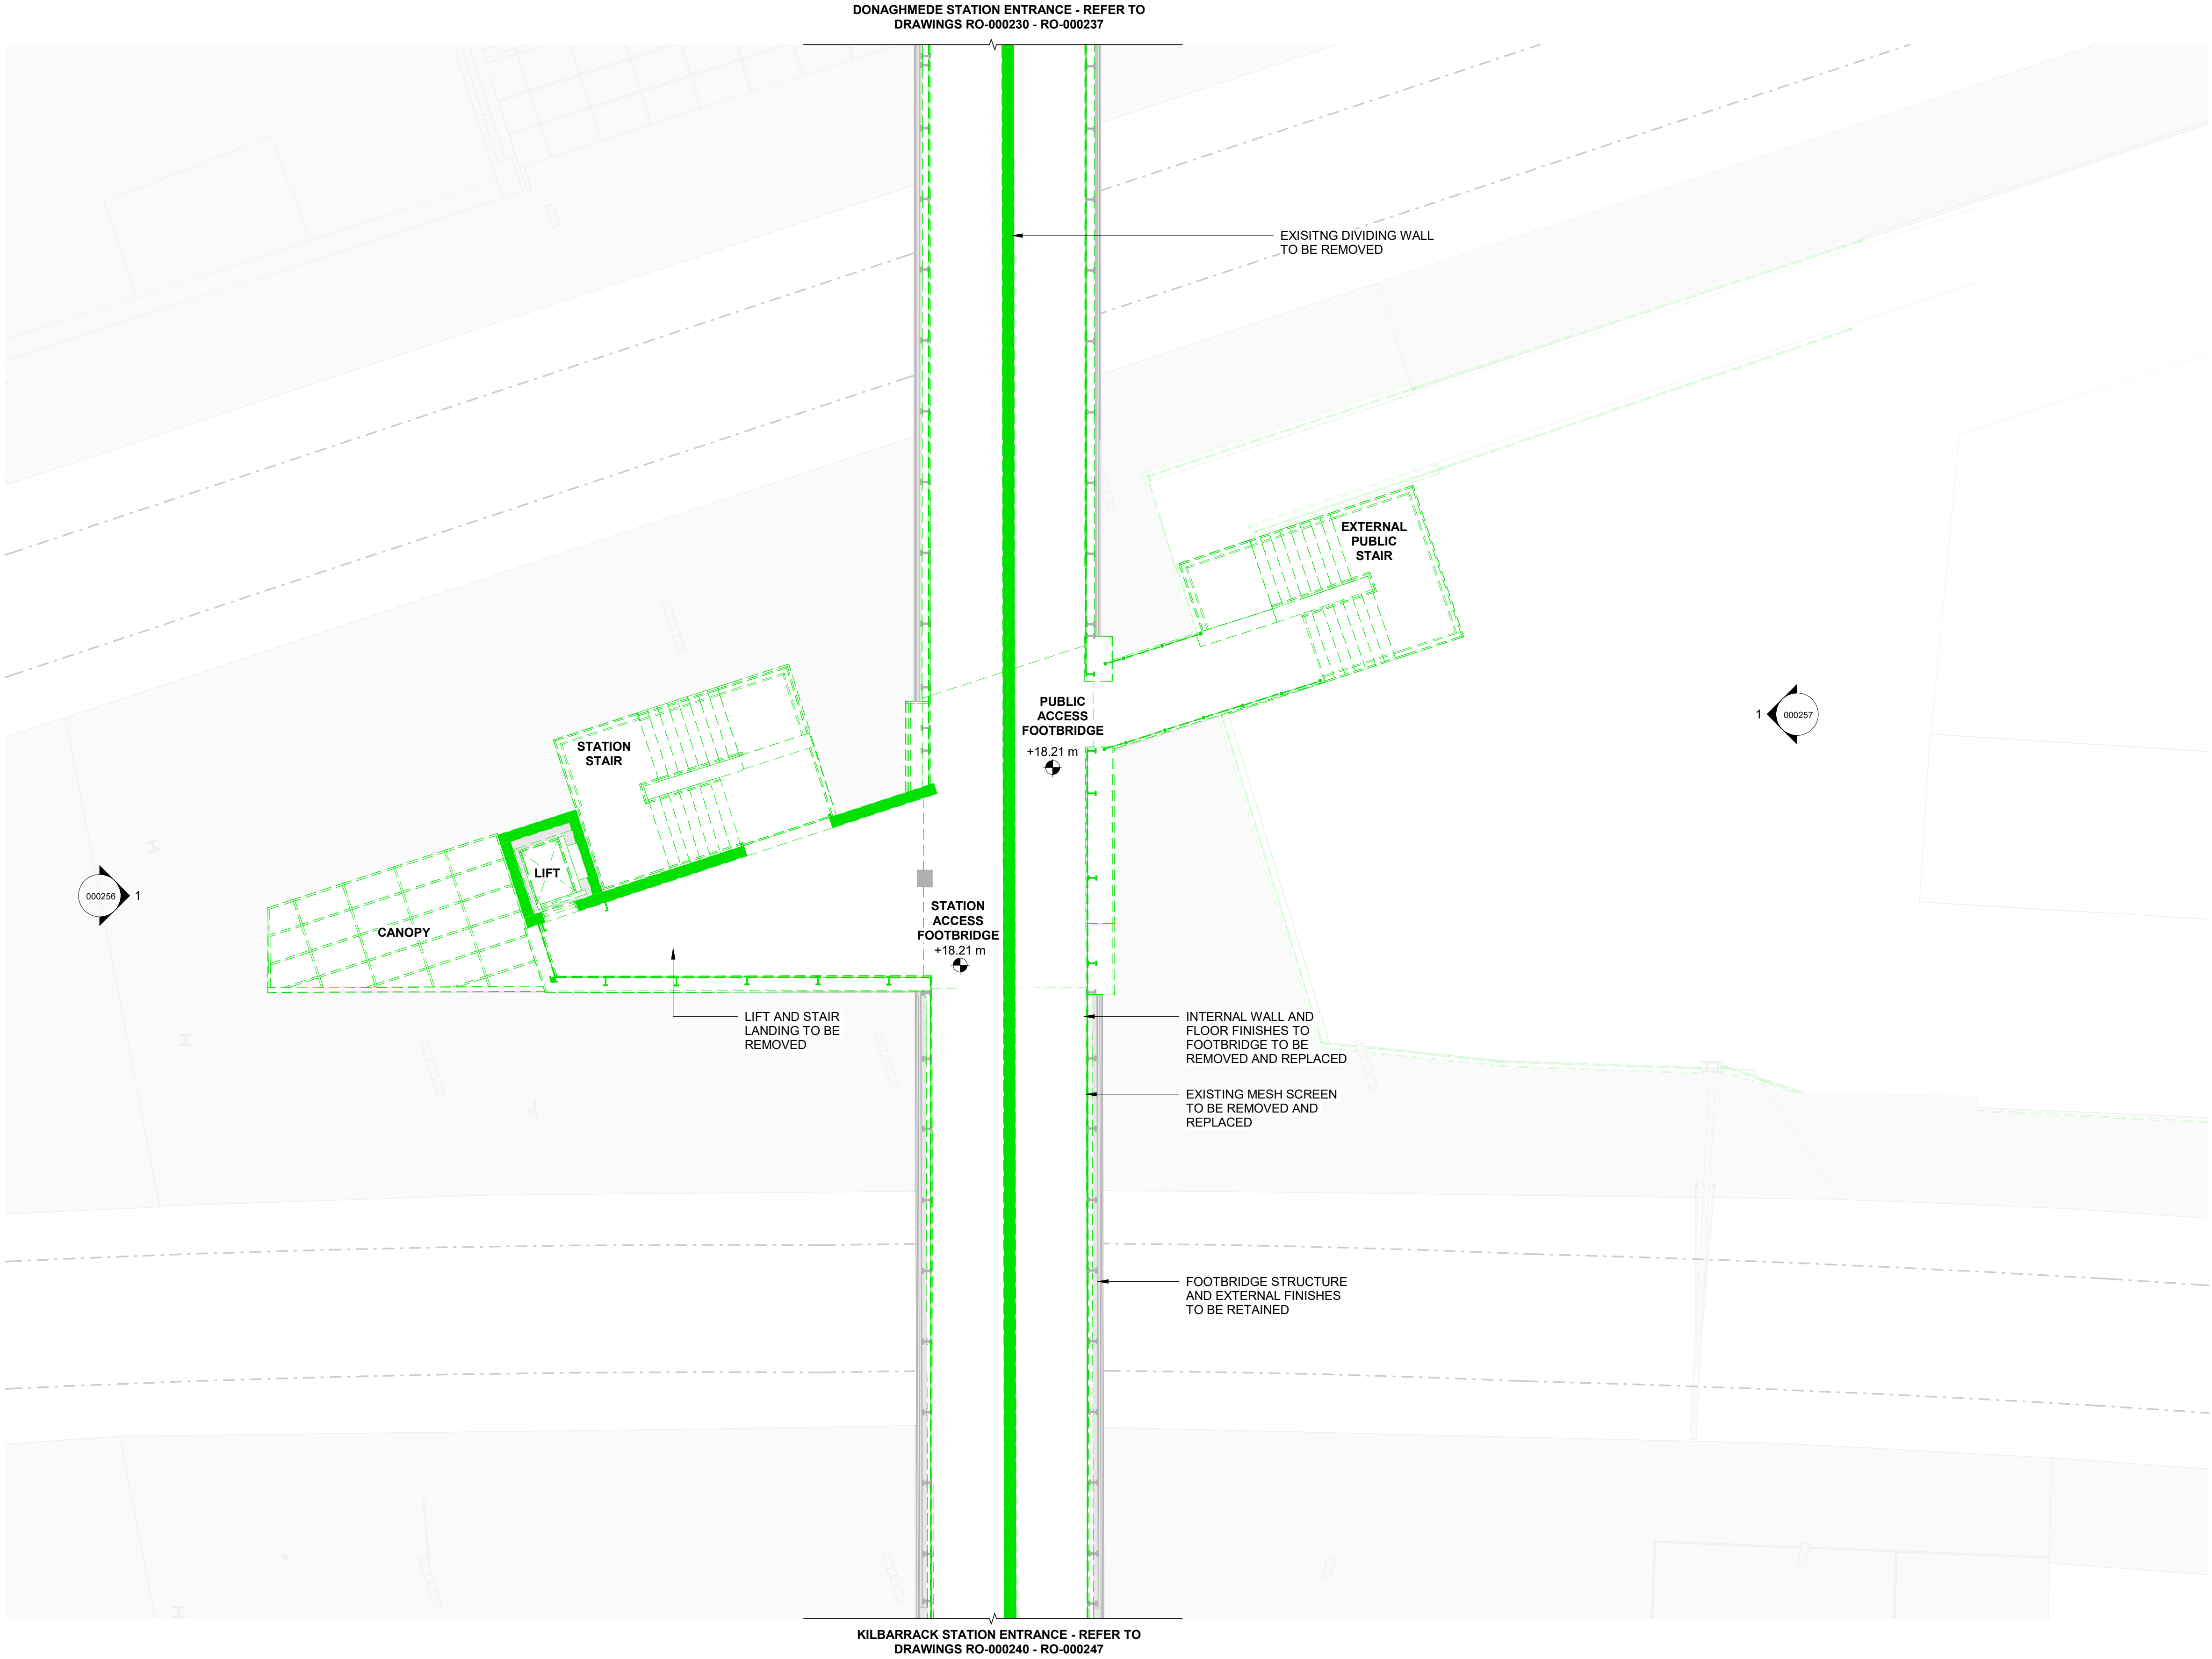 DONAGHMEDE STATION ENTRANCE - REFER TO
DRAWINGS RO-000230 - RO-000237
EXISITNG DIVIDING WALL
TO BE REMOVED
EXTERNAL
PUBLIC
STAIR
PUBLIC
ACCESS
FOOTBRIDGE
+18.21 m
1
000257
STATION
STAIR
LIFT
000256
1
CANOPY
STATION
ACCESS
FOOTBRIDGE
+18.21 m
LIFT AND STAIR
LANDING TO BE
REMOVED
INTERNAL WALL AND
FLOOR FINISHES TO
FOOTBRIDGE TO BE
REMOVED AND REPLACED
EXISTING MESH SCREEN
TO BE REMOVED AND
REPLACED
FOOTBRIDGE STRUCTURE
AND EXTERNAL FINISHES
TO BE RETAINED
KILBARRACK STATION ENTRANCE - REFER TO
DRAWINGS RO-000240 - RO-000247